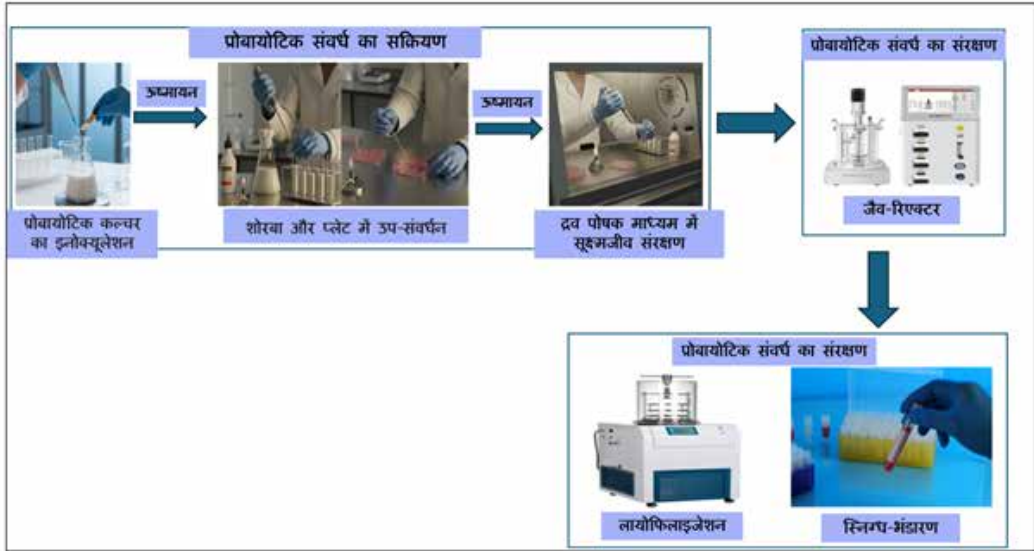 प्रोबायोटिक संवर्ध का सक्रियण
ऊष्मायन
ऊष्मायन
प्रोबायोटिक कल्चर
का इनोक्यूलेशन
शोरबा और प्लेट में उप-संवर्धन
द्रव पोषक माध्यम में
सूक्ष्मजीव संरक्षण
प्रोबायोटिक संवर्ध का संरक्षण
जैव-रिएक्टर
प्रोबायोटिक संवर्ध का संरक्षण
लायोफिलाइजेशन
स्निग्ध-भंडारण